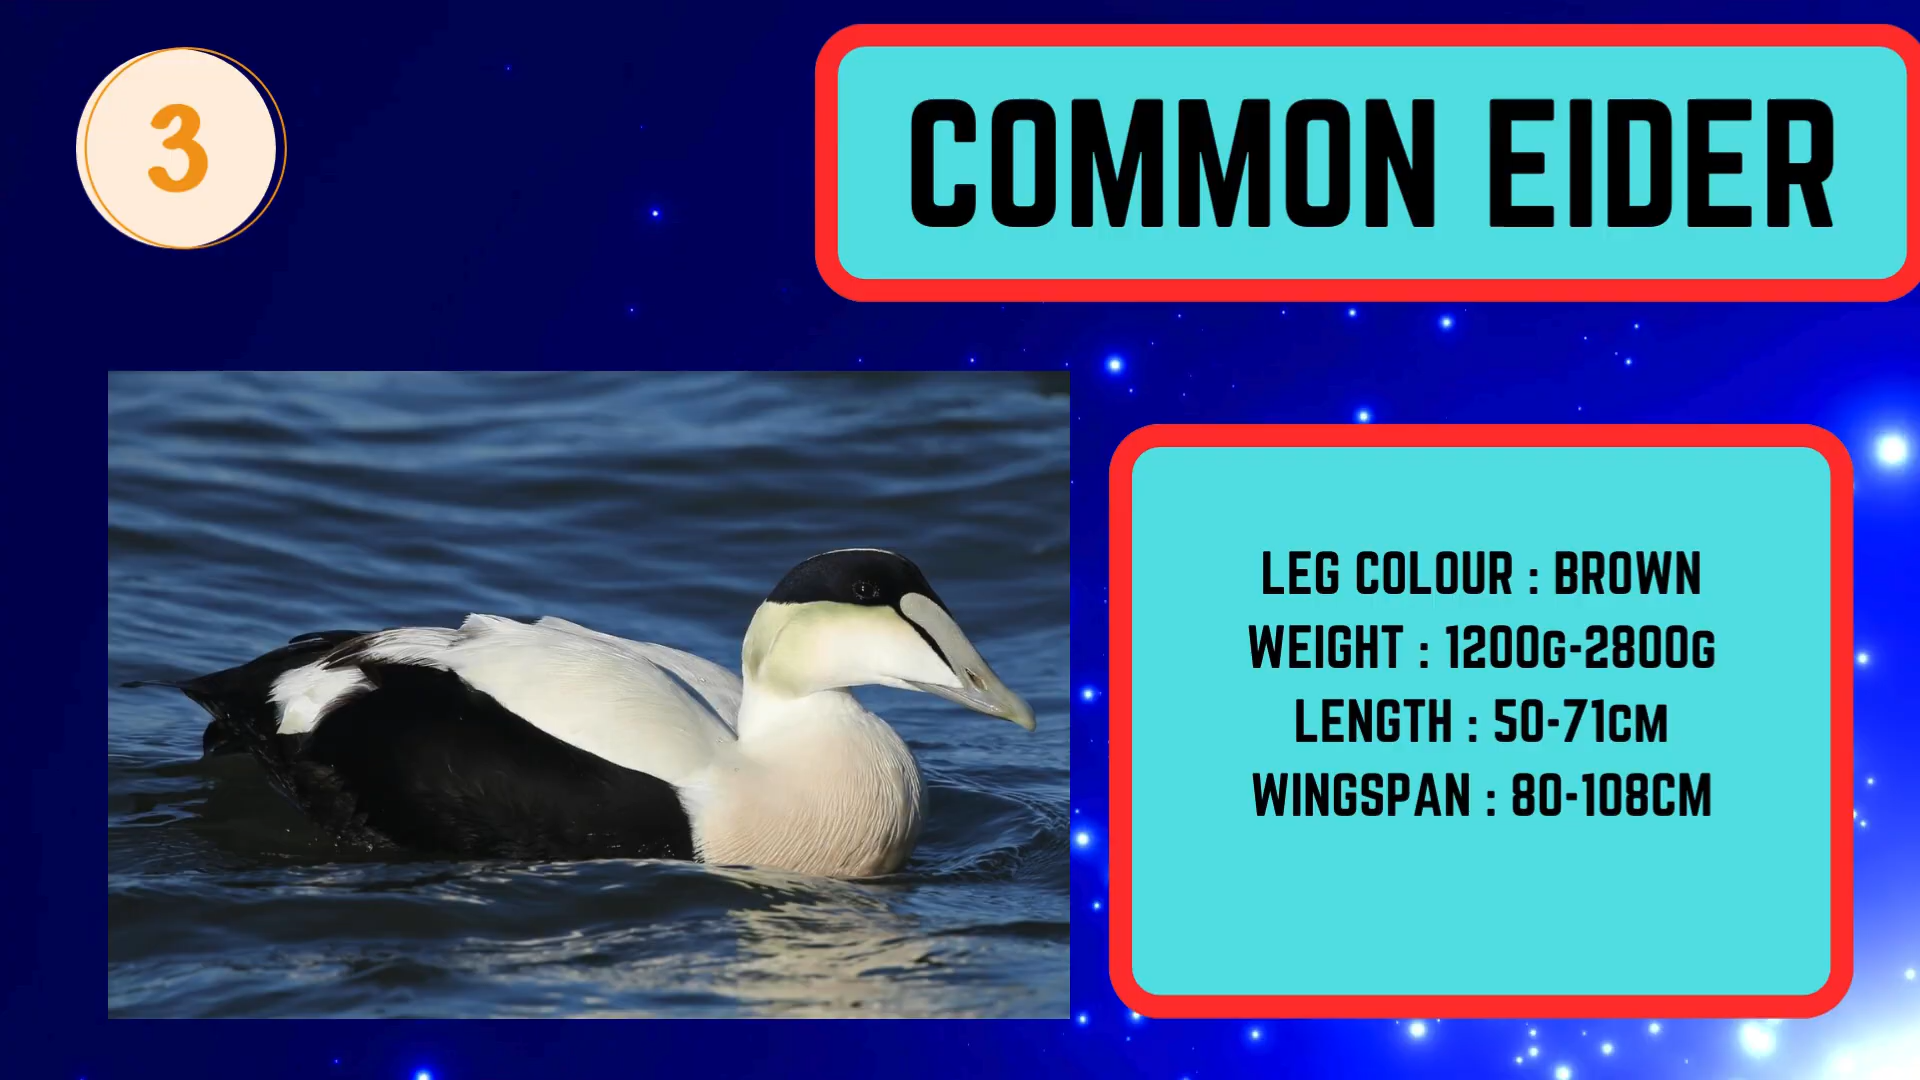 3
COMMON EIDER
LEG COLOUR : BROWN
WEIGHT : 1200G-2800G
LENGTH : 50-71CM
WINGSPAN : 80-108CM